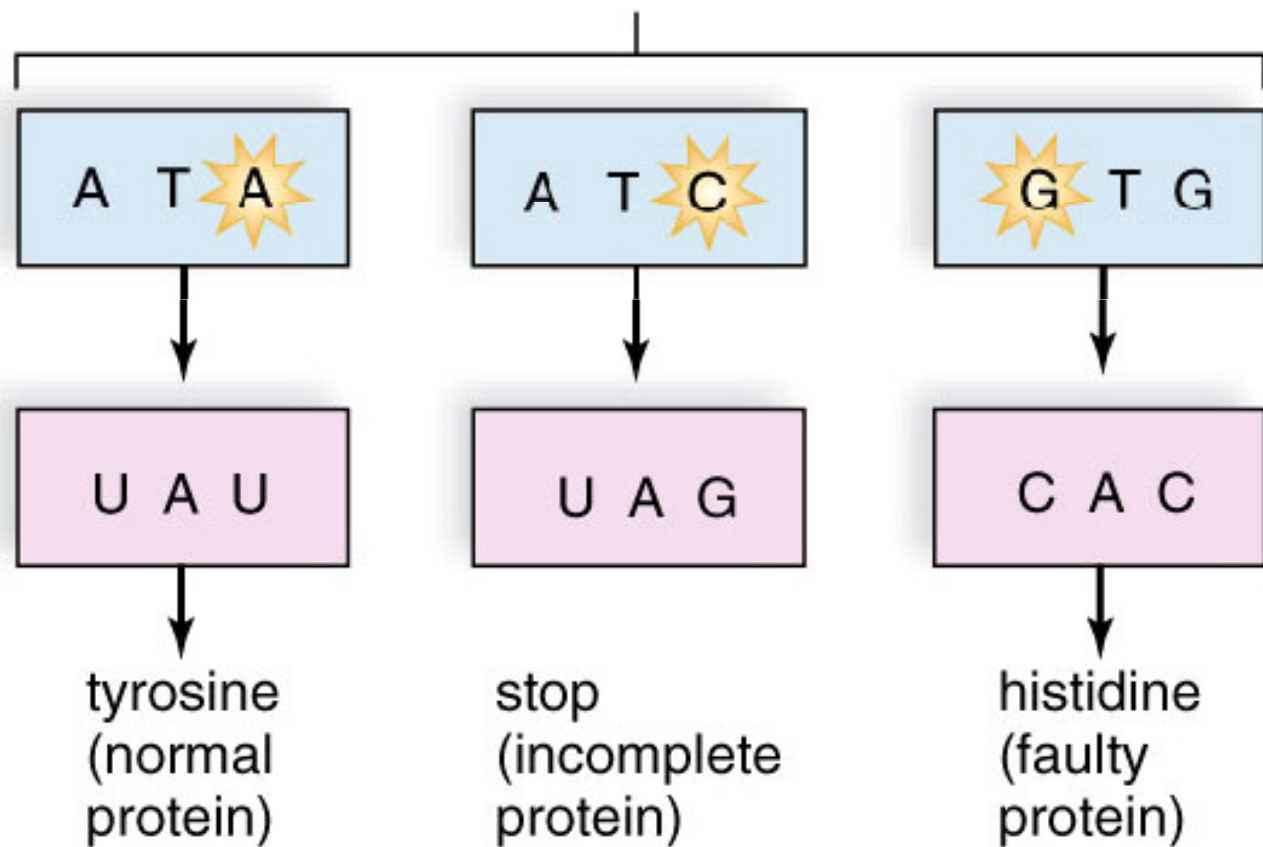 A T A
A T C
G T G
U A U
U A G
C A C
tyrosine
(normal
protein)
stop
(incomplete
protein)
histidine
(faulty
protein)